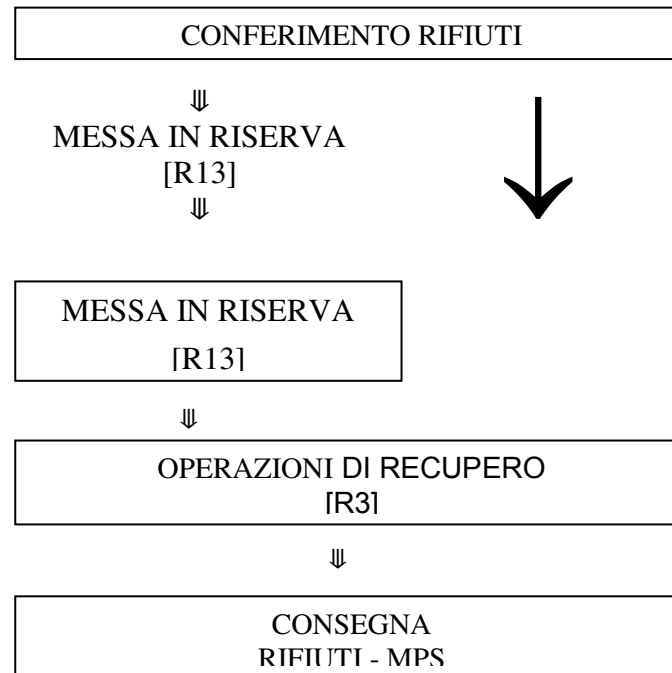 CONFERIMENTO RIFIUTI
⤋
MESSA IN RISERVA
[R13]
⤋
MESSA IN RISERVA
[R13]
⤋
OPERAZIONI DI RECUPERO
[R3]
⤋
CONSEGNA
RIFIUTI - MPS